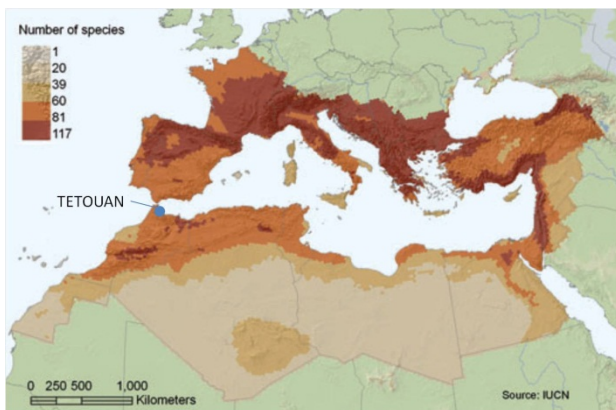 Number of species
1
20
39
60
81
117
TETOUAN
0 250 500 1,000
Kilometers
Source: IUCN